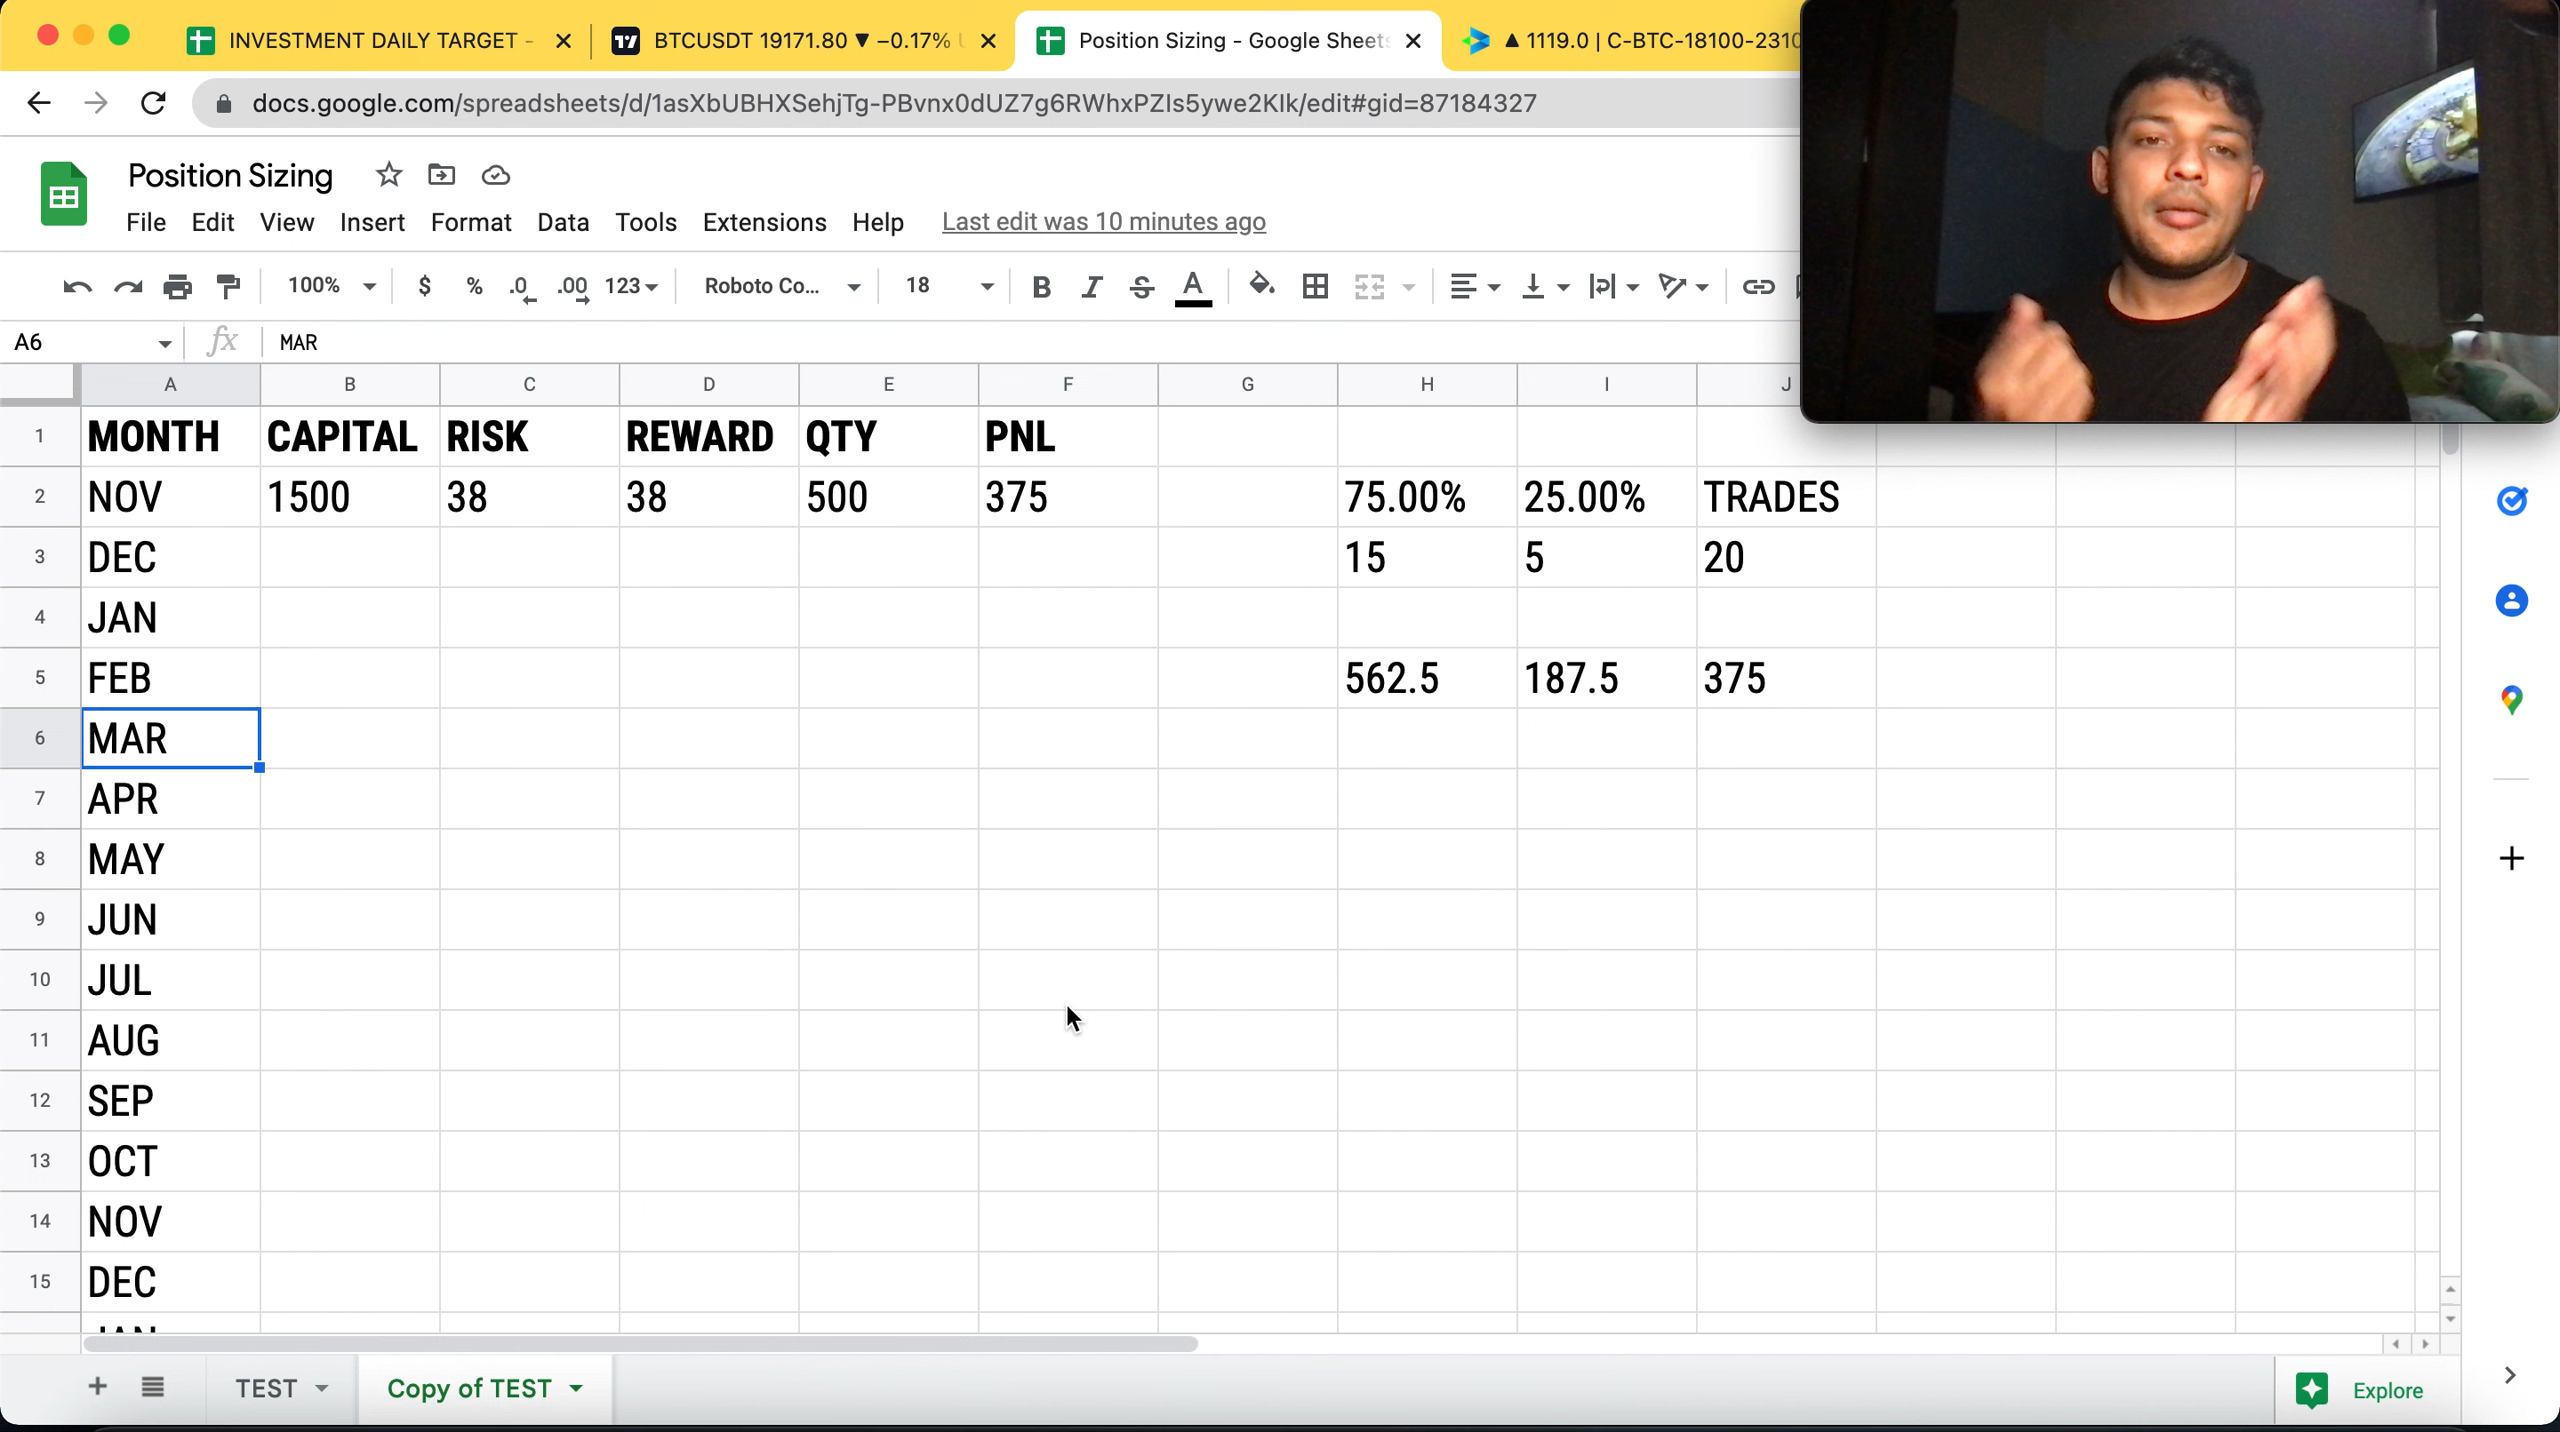 INVESTMENT DAILY TARGET -
BTCUSDT 19171.80 ▼ −0.17%
Position Sizing - Google Sheets
▲ 1119.0 | C-BTC-18100-2310
docs.google.com/spreadsheets/d/1asXbUBHXSehjTg-PBvnx0dUZ7g6RWhxPZIs5ywe2KIk/edit#gid=87184327
Position Sizing
File Edit View Insert Format Data Tools Extensions Help Last edit was 10 minutes ago
100% $ % .0 .00 123 Roboto Co... 18 B I S A
A6 fx MAR
A B C D E F G H I J
1 MONTH CAPITAL RISK REWARD QTY PNL
2 NOV 1500 38 38 500 375 75.00% 25.00% TRADES
3 DEC 15 5 20
4 JAN
5 FEB 562.5 187.5 375
6 MAR
7 APR
8 MAY
9 JUN
10 JUL
11 AUG
12 SEP
13 OCT
14 NOV
15 DEC
JAN
TEST Copy of TEST Explore